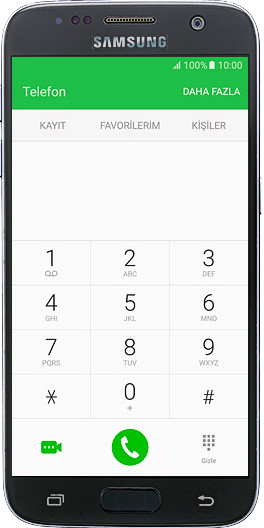 SAMSUNG
100% 10:00
Telefon DAHA FAZLA
KAYIT FAVORİLERİM KİŞİLER
1 2 3
ABC DEF
4 5 6
GHI JKL MNO
7 8 9
PQRS TUV WXYZ
* 0 #
+
Gizle